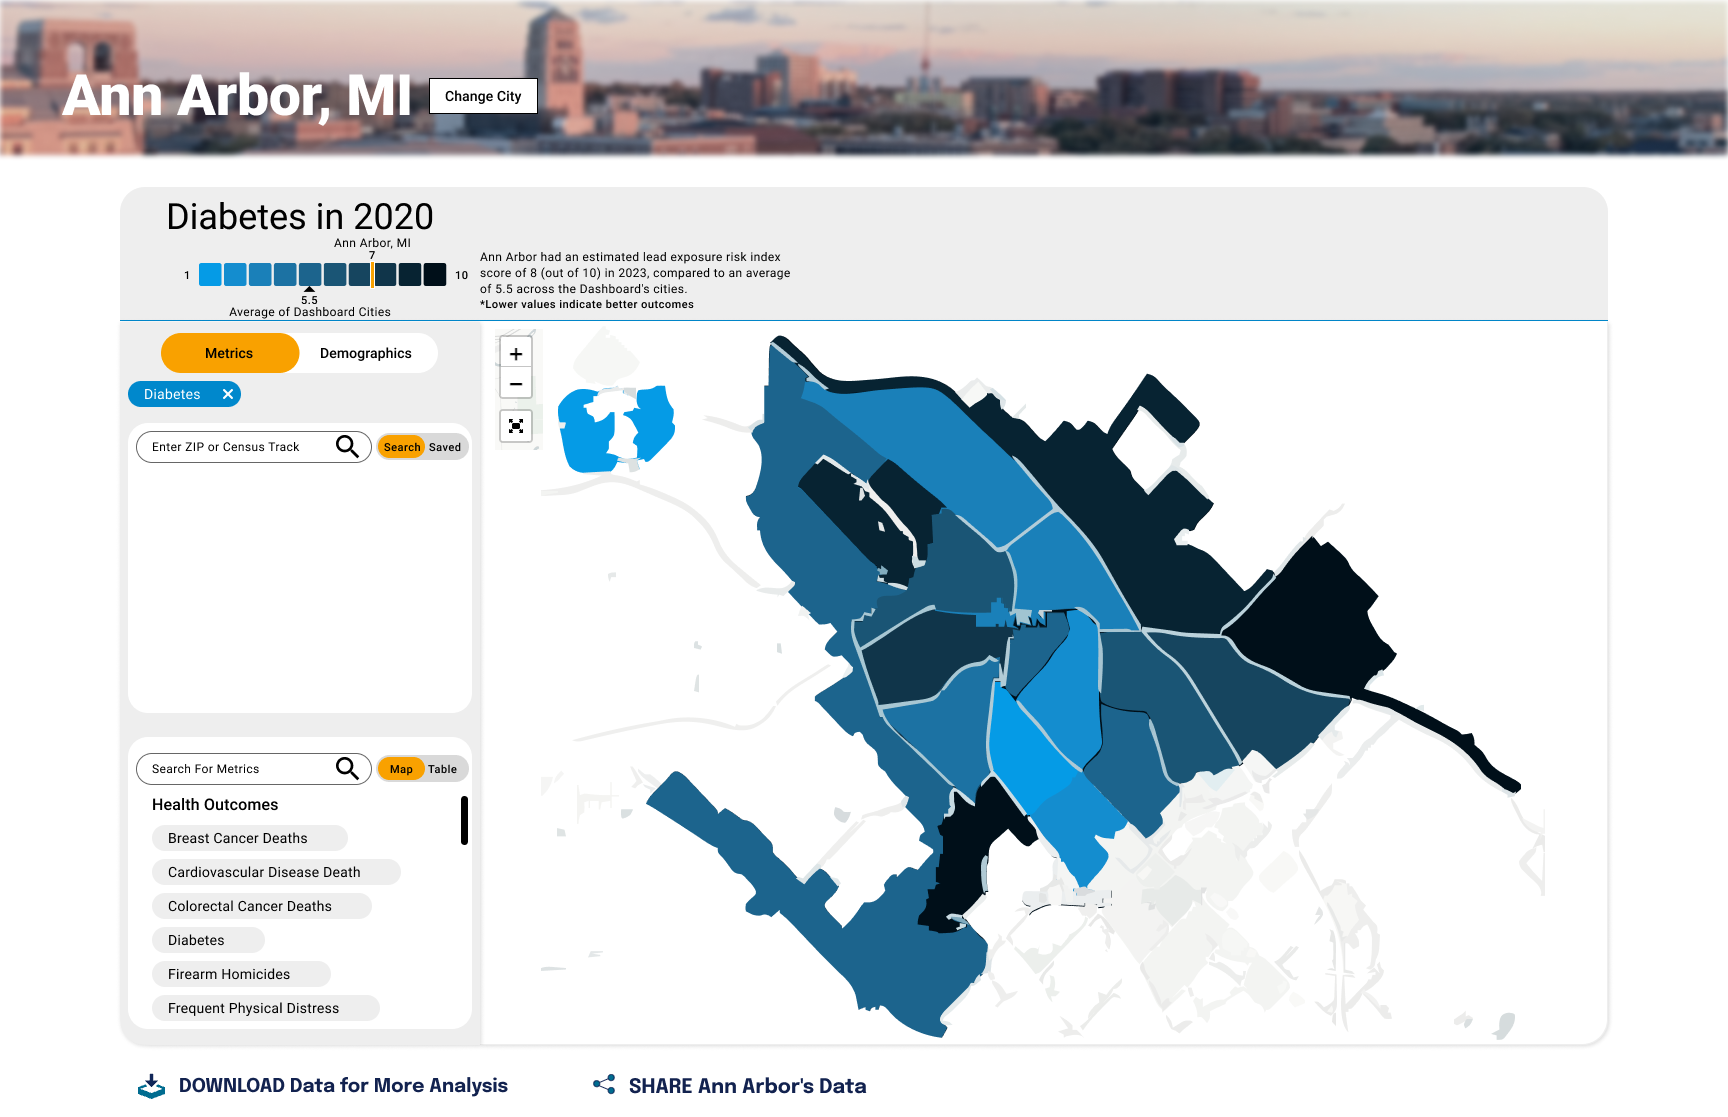 Ann Arbor, MI
Change City
Diabetes in 2020
Ann Arbor, MI
7
1
10
5.5
Average of Dashboard Cities
Ann Arbor had an estimated lead exposure risk index
score of 8 (out of 10) in 2023, compared to an average
of 5.5 across the Dashboard's cities.
*Lower values indicate better outcomes
Metrics
Demographics
Diabetes
Enter ZIP or Census Track
Search
Saved
Search For Metrics
Map
Table
Health Outcomes
Breast Cancer Deaths
Cardiovascular Disease Death
Colorectal Cancer Deaths
Diabetes
Firearm Homicides
Frequent Physical Distress
+
−
DOWNLOAD Data for More Analysis
SHARE Ann Arbor's Data